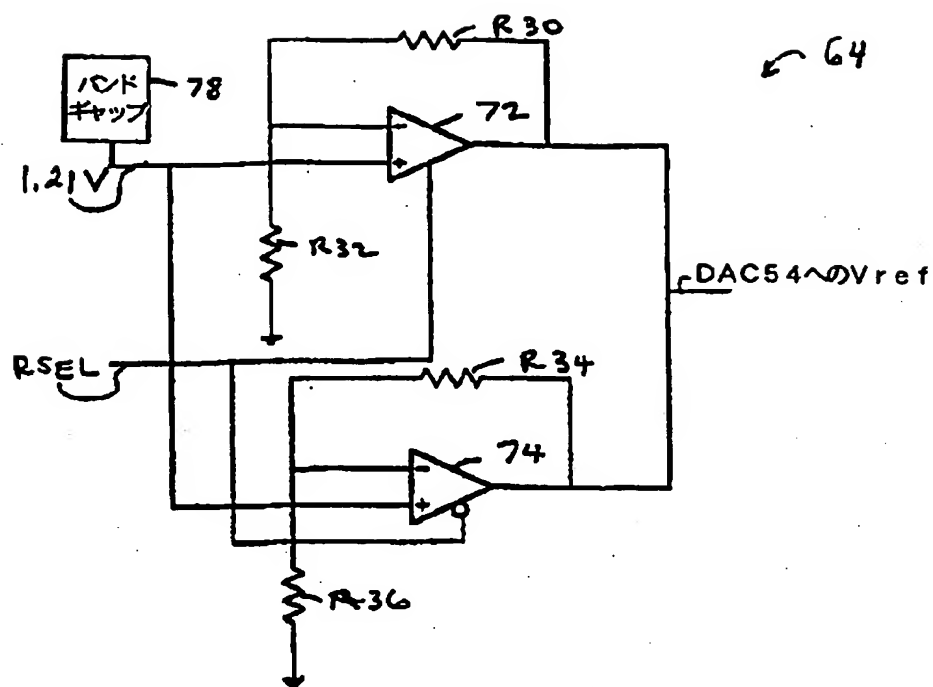 R30
64
バンド
ギャップ
78
72
-
+
1.21V
R32
DAC54へのVref
RSEL
R34
74
-
+
R36